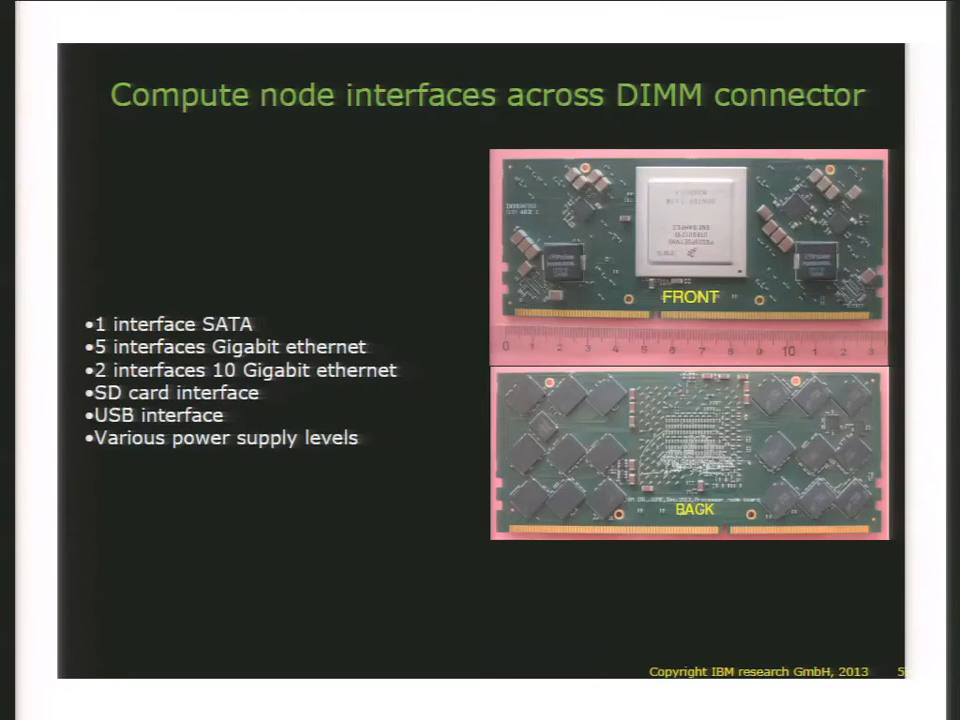 Compute node interfaces across DIMM connector
•1 interface SATA
•5 interfaces Gigabit ethernet
•2 interfaces 10 Gigabit ethernet
•SD card interface
•USB interface
•Various power supply levels
FRONT
0 1 2 3 4 5 6 7 8 9 10 1 2 3
BACK
Copyright IBM research GmbH, 2013 5